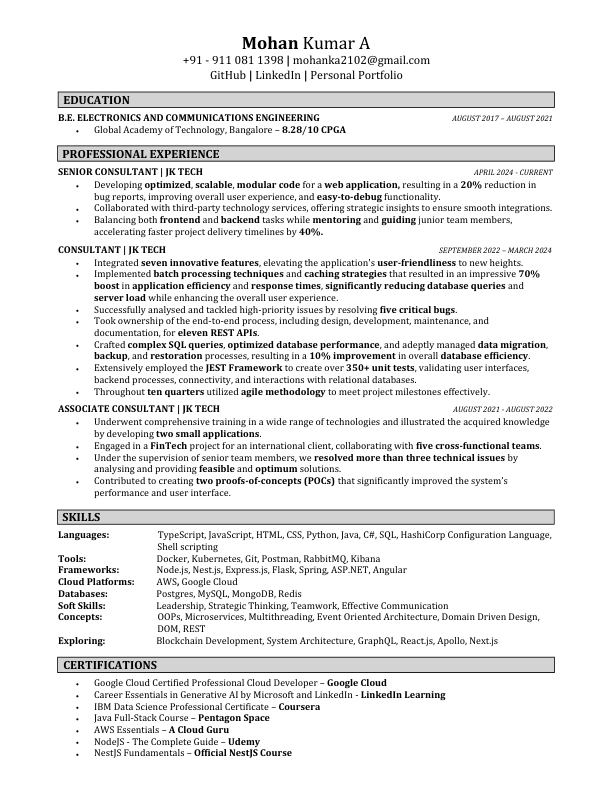 Mohan Kumar A
+91 - 911 081 1398 | mohanka2102@gmail.com
GitHub | LinkedIn | Personal Portfolio
EDUCATION
B.E. ELECTRONICS AND COMMUNICATIONS ENGINEERING AUGUST 2017 – AUGUST 2021
• Global Academy of Technology, Bangalore – 8.28/10 CPGA
PROFESSIONAL EXPERIENCE
SENIOR CONSULTANT | JK TECH APRIL 2024 - CURRENT
• Developing optimized, scalable, modular code for a web application, resulting in a 20% reduction in
bug reports, improving overall user experience, and easy-to-debug functionality.
• Collaborated with third-party technology services, offering strategic insights to ensure smooth integrations.
• Balancing both frontend and backend tasks while mentoring and guiding junior team members,
accelerating faster project delivery timelines by 40%.
CONSULTANT | JK TECH SEPTEMBER 2022 – MARCH 2024
• Integrated seven innovative features, elevating the application's user-friendliness to new heights.
• Implemented batch processing techniques and caching strategies that resulted in an impressive 70%
boost in application efficiency and response times, significantly reducing database queries and
server load while enhancing the overall user experience.
• Successfully analysed and tackled high-priority issues by resolving five critical bugs.
• Took ownership of the end-to-end process, including design, development, maintenance, and
documentation, for eleven REST APIs.
• Crafted complex SQL queries, optimized database performance, and adeptly managed data migration,
backup, and restoration processes, resulting in a 10% improvement in overall database efficiency.
• Extensively employed the JEST Framework to create over 350+ unit tests, validating user interfaces,
backend processes, connectivity, and interactions with relational databases.
• Throughout ten quarters utilized agile methodology to meet project milestones effectively.
ASSOCIATE CONSULTANT | JK TECH AUGUST 2021 - AUGUST 2022
• Underwent comprehensive training in a wide range of technologies and illustrated the acquired knowledge
by developing two small applications.
• Engaged in a FinTech project for an international client, collaborating with five cross-functional teams.
• Under the supervision of senior team members, we resolved more than three technical issues by
analysing and providing feasible and optimum solutions.
• Contributed to creating two proofs-of-concepts (POCs) that significantly improved the system's
performance and user interface.
SKILLS
Languages: TypeScript, JavaScript, HTML, CSS, Python, Java, C#, SQL, HashiCorp Configuration Language,
Shell scripting
Tools: Docker, Kubernetes, Git, Postman, RabbitMQ, Kibana
Frameworks: Node.js, Nest.js, Express.js, Flask, Spring, ASP.NET, Angular
Cloud Platforms: AWS, Google Cloud
Databases: Postgres, MySQL, MongoDB, Redis
Soft Skills: Leadership, Strategic Thinking, Teamwork, Effective Communication
Concepts: OOPs, Microservices, Multithreading, Event Oriented Architecture, Domain Driven Design,
DOM, REST
Exploring: Blockchain Development, System Architecture, GraphQL, React.js, Apollo, Next.js
CERTIFICATIONS
• Google Cloud Certified Professional Cloud Developer – Google Cloud
• Career Essentials in Generative AI by Microsoft and LinkedIn - LinkedIn Learning
• IBM Data Science Professional Certificate – Coursera
• Java Full-Stack Course – Pentagon Space
• AWS Essentials – A Cloud Guru
• NodeJS - The Complete Guide – Udemy
• NestJS Fundamentals – Official NestJS Course